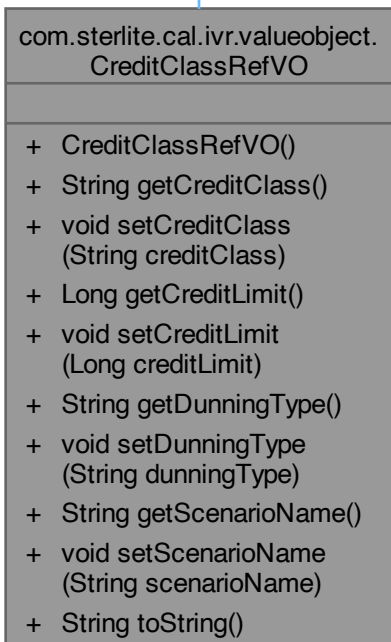 com.sterlite.cal.ivr.valueobject.
CreditClassRefVO
+ CreditClassRefVO()
+ String getCreditClass()
+ void setCreditClass
(String creditClass)
+ Long getCreditLimit()
+ void setCreditLimit
(Long creditLimit)
+ String getDunningType()
+ void setDunningType
(String dunningType)
+ String getScenarioName()
+ void setScenarioName
(String scenarioName)
+ String toString()